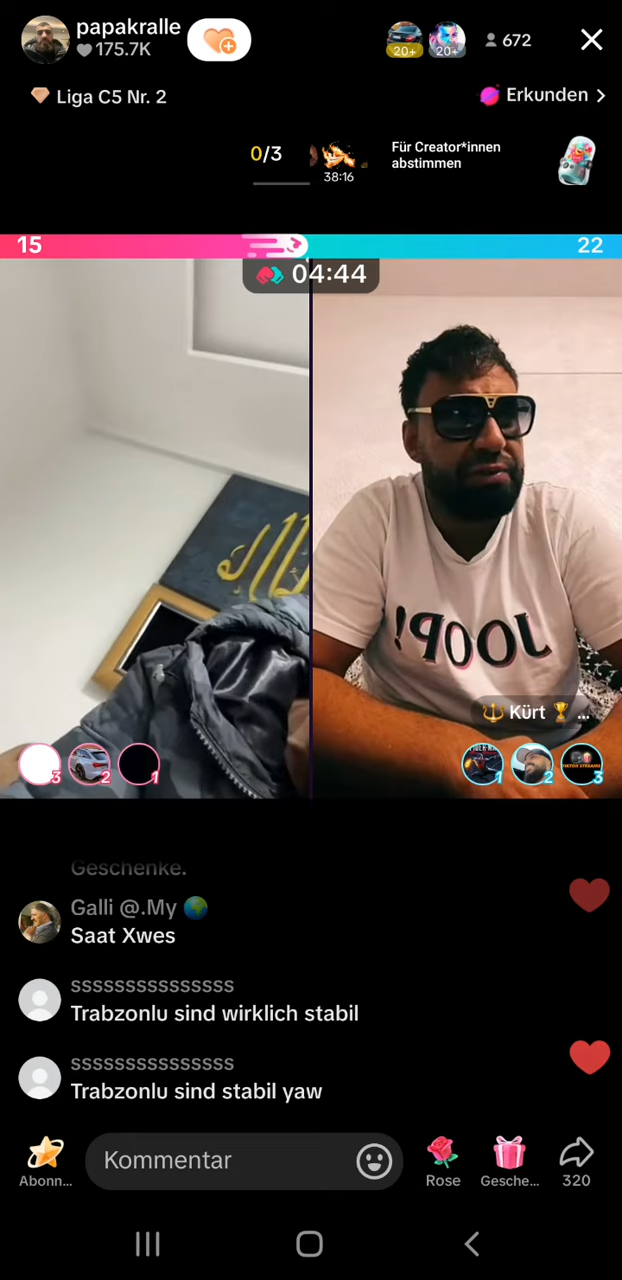 papakralle
175.7K
20+
20+
672
Liga C5 Nr. 2
Erkunden
0/3
38:16
Für Creator*innen
abstimmen
15
22
04:44
JOOP!
Kürt
...
3
2
1
1
2
3
Geschenke.
Galli @.My
Saat Xwes
sssssssssssssss
Trabzonlu sind wirklich stabil
sssssssssssssss
Trabzonlu sind stabil yaw
Kommentar
Abonn...
Rose
Gesche...
320